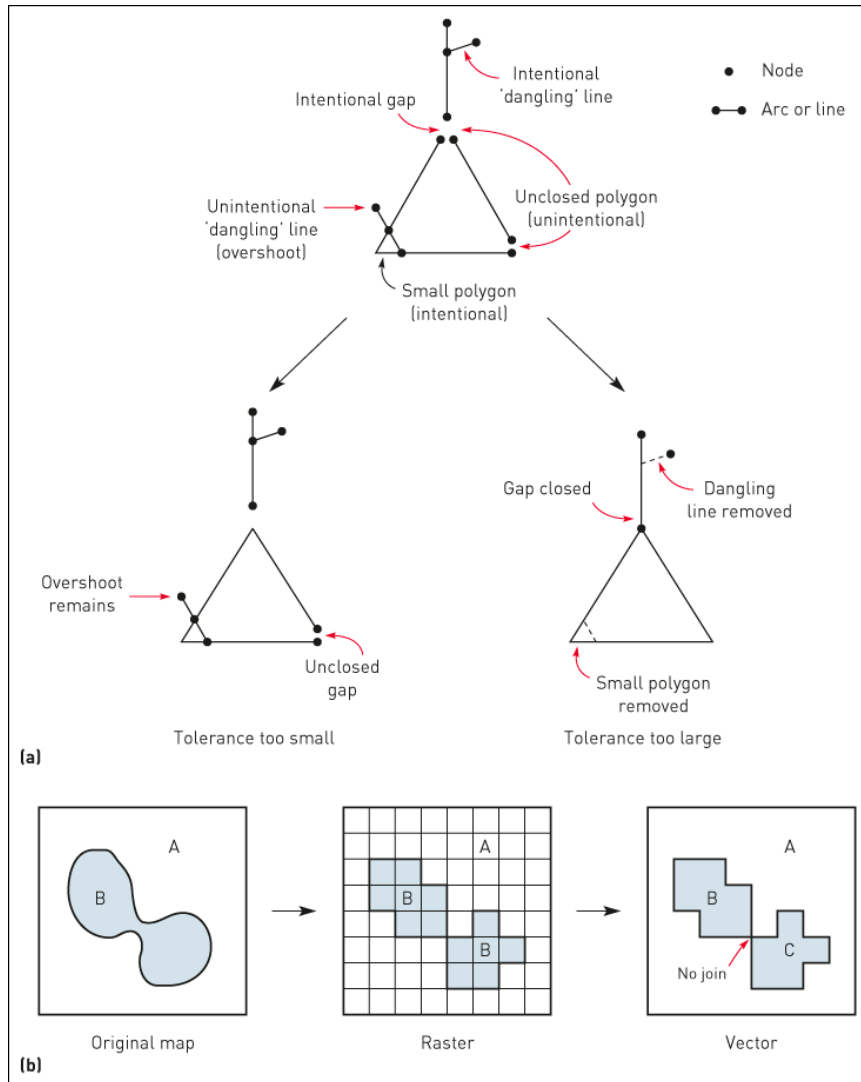 Intentional
‘dangling’ line
Node
Arc or line
Intentional gap
Unclosed polygon
(unintentional)
Unintentional
‘dangling’ line
(overshoot)
Small polygon
(intentional)
Gap closed
Dangling
line removed
Overshoot
remains
Unclosed
gap
Small polygon
removed
Tolerance too small
Tolerance too large
(a)
A
B
A
B
B
A
B
C
No join
Original map
Raster
Vector
(b)